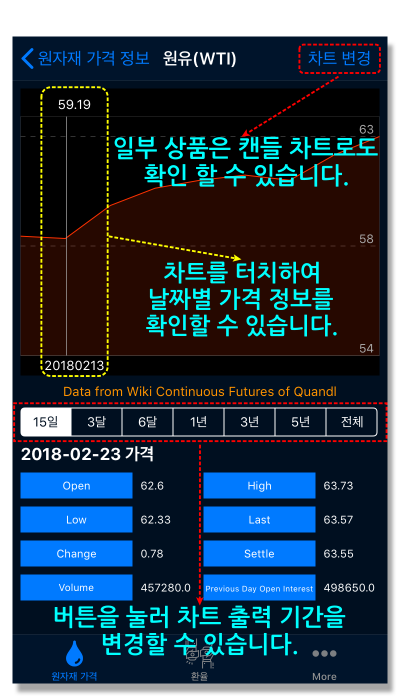 원자재 가격 정보 원유(WTI) 차트 변경
59.19
63
일부 상품은 캔들 차트로도
확인 할 수 있습니다.
58
차트를 터치하여
날짜별 가격 정보를
확인할 수 있습니다.
54
20180213
Data from Wiki Continuous Futures of Quandl
15일 3달 6달 1년 3년 5년 전체
2018-02-23 가격
Open 62.6 High 63.73
Low 62.33 Last 63.57
Change 0.78 Settle 63.55
Volume 457280.0 Previous Day Open Interest 498650.0
버튼을 눌러 차트 출력 기간을
변경할 수 있습니다.
원자재 가격 환율 More